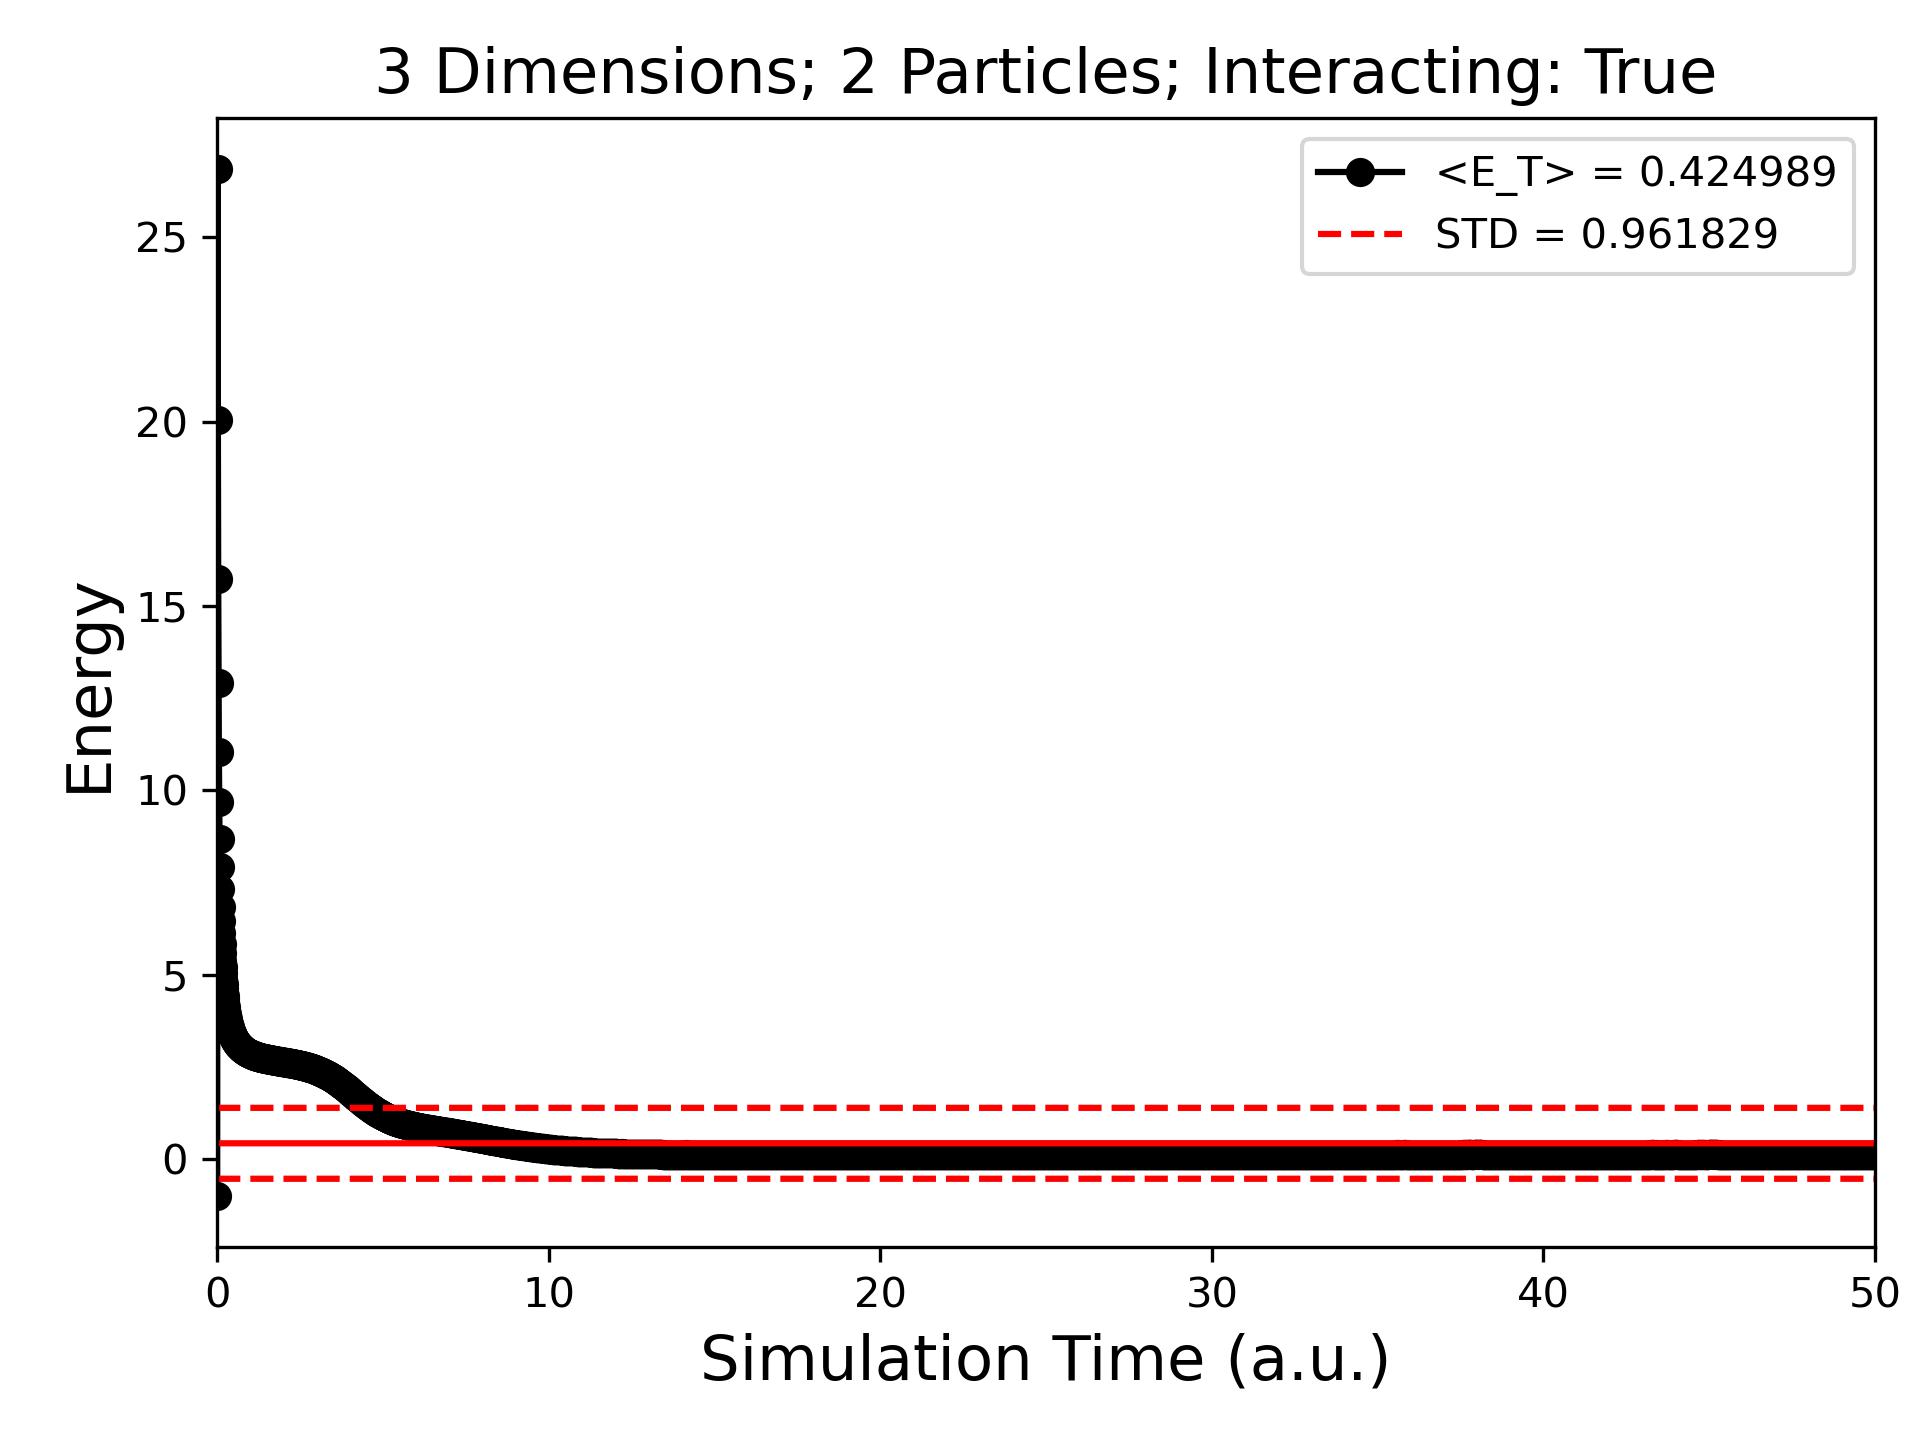 3 Dimensions; 2 Particles; Interacting: True
<E_T> = 0.424989
STD = 0.961829
Energy
25
20
15
10
5
0
0 10 20 30 40 50
Simulation Time (a.u.)